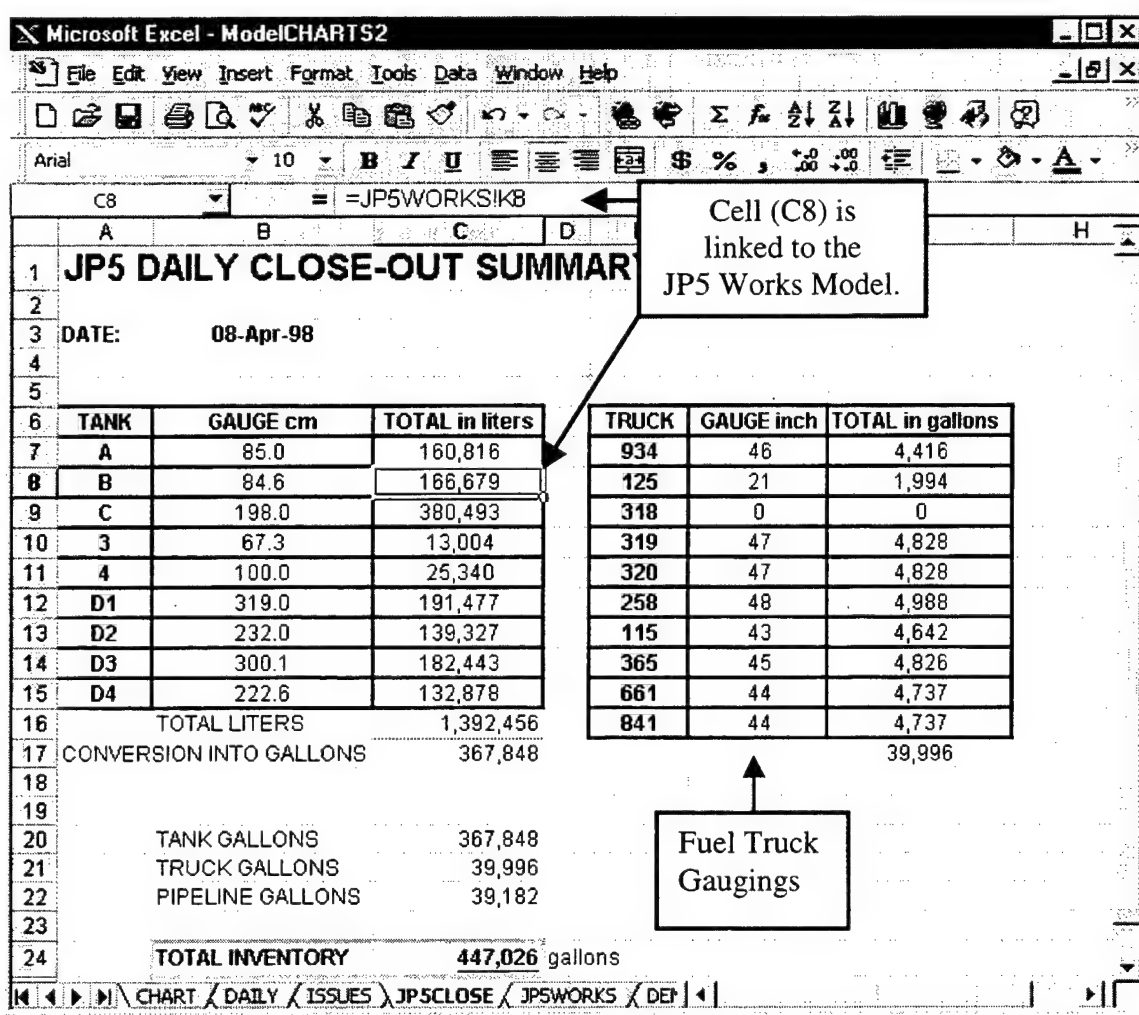 Microsoft Excel - ModelCHARTS2
File Edit View Insert Format Tools Data Window Help
Arial 10 B I U $ % ,
C8 = =JP5WORKS!K8
Cell (C8) is
linked to the
JP5 Works Model.
A B C D H
1 JP5 DAILY CLOSE-OUT SUMMARY
2
3 DATE: 08-Apr-98
4
5
6 TANK GAUGE cm TOTAL in liters TRUCK GAUGE inch TOTAL in gallons
7 A 85.0 160,816 934 46 4,416
8 B 84.6 166,679 125 21 1,994
9 C 198.0 380,493 318 0 0
10 3 67.3 13,004 319 47 4,828
11 4 100.0 25,340 320 47 4,828
12 D1 319.0 191,477 258 48 4,988
13 D2 232.0 139,327 115 43 4,642
14 D3 300.1 182,443 365 45 4,826
15 D4 222.6 132,878 661 44 4,737
16 TOTAL LITERS 1,392,456 841 44 4,737
17 CONVERSION INTO GALLONS 367,848 39,996
18
19
20 TANK GALLONS 367,848
21 TRUCK GALLONS 39,996
22 PIPELINE GALLONS 39,182
23
24 TOTAL INVENTORY 447,026 gallons
Fuel Truck
Gaugings
CHART DAILY ISSUES JP5CLOSE JP5WORKS